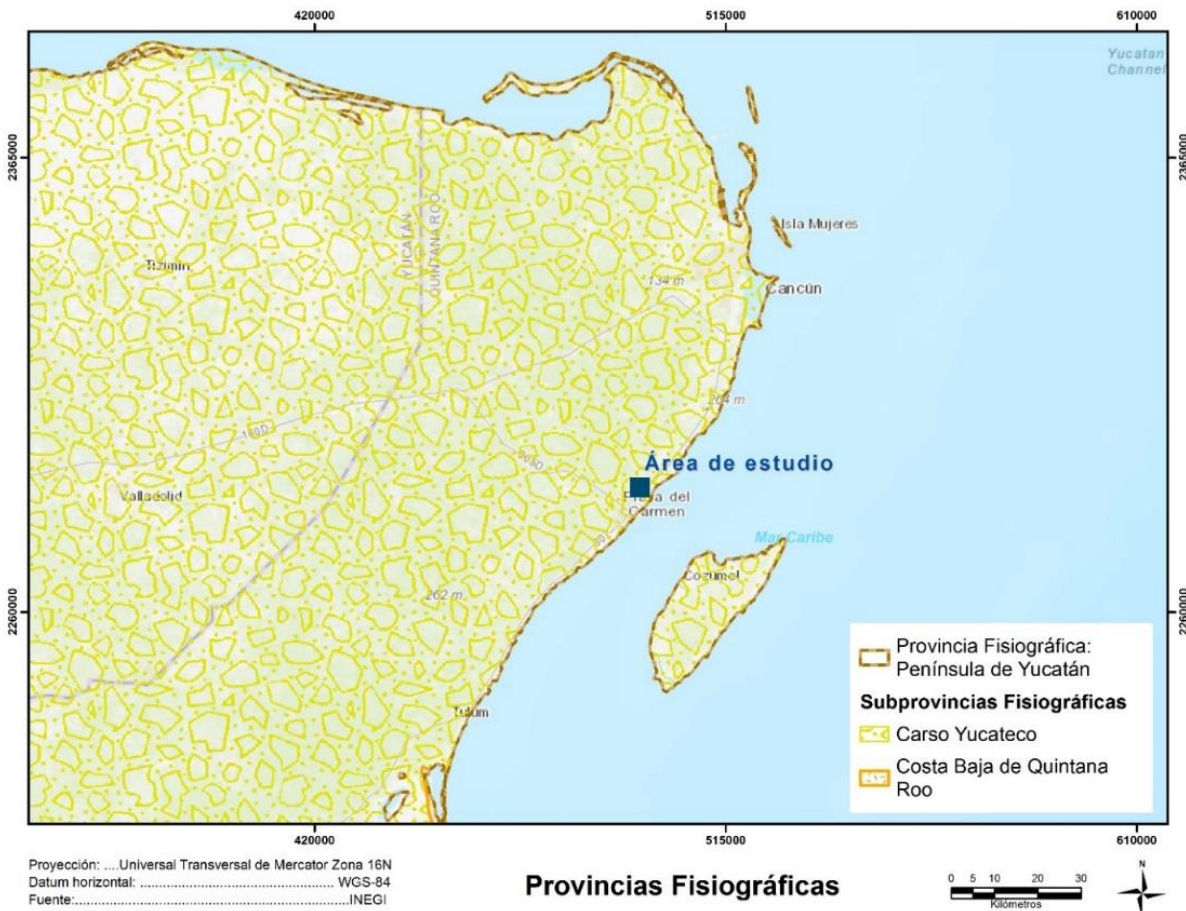 420000
515000
610000
Yucatan
Channel
2365000
2365000
Isla Mujeres
YUCATÁN
QUINTANA ROO
Tizimín
134 m
Cancún
264 m
180D
Área de estudio
305D
Valladolid
Playa del
Carmen
Mar Caribe
Cozumel
262 m
2260000
2260000
Provincia Fisiográfica:
Península de Yucatán
Subprovincias Fisiográficas
Carso Yucateco
Costa Baja de Quintana
Roo
Tulum
420000
515000
610000
Proyección: ....Universal Transversal de Mercator Zona 16N
Datum horizontal: ................................... WGS-84
Fuente:.....................................................INEGI
Provincias Fisiográficas
0 5 10 20 30
Kilómetros
N